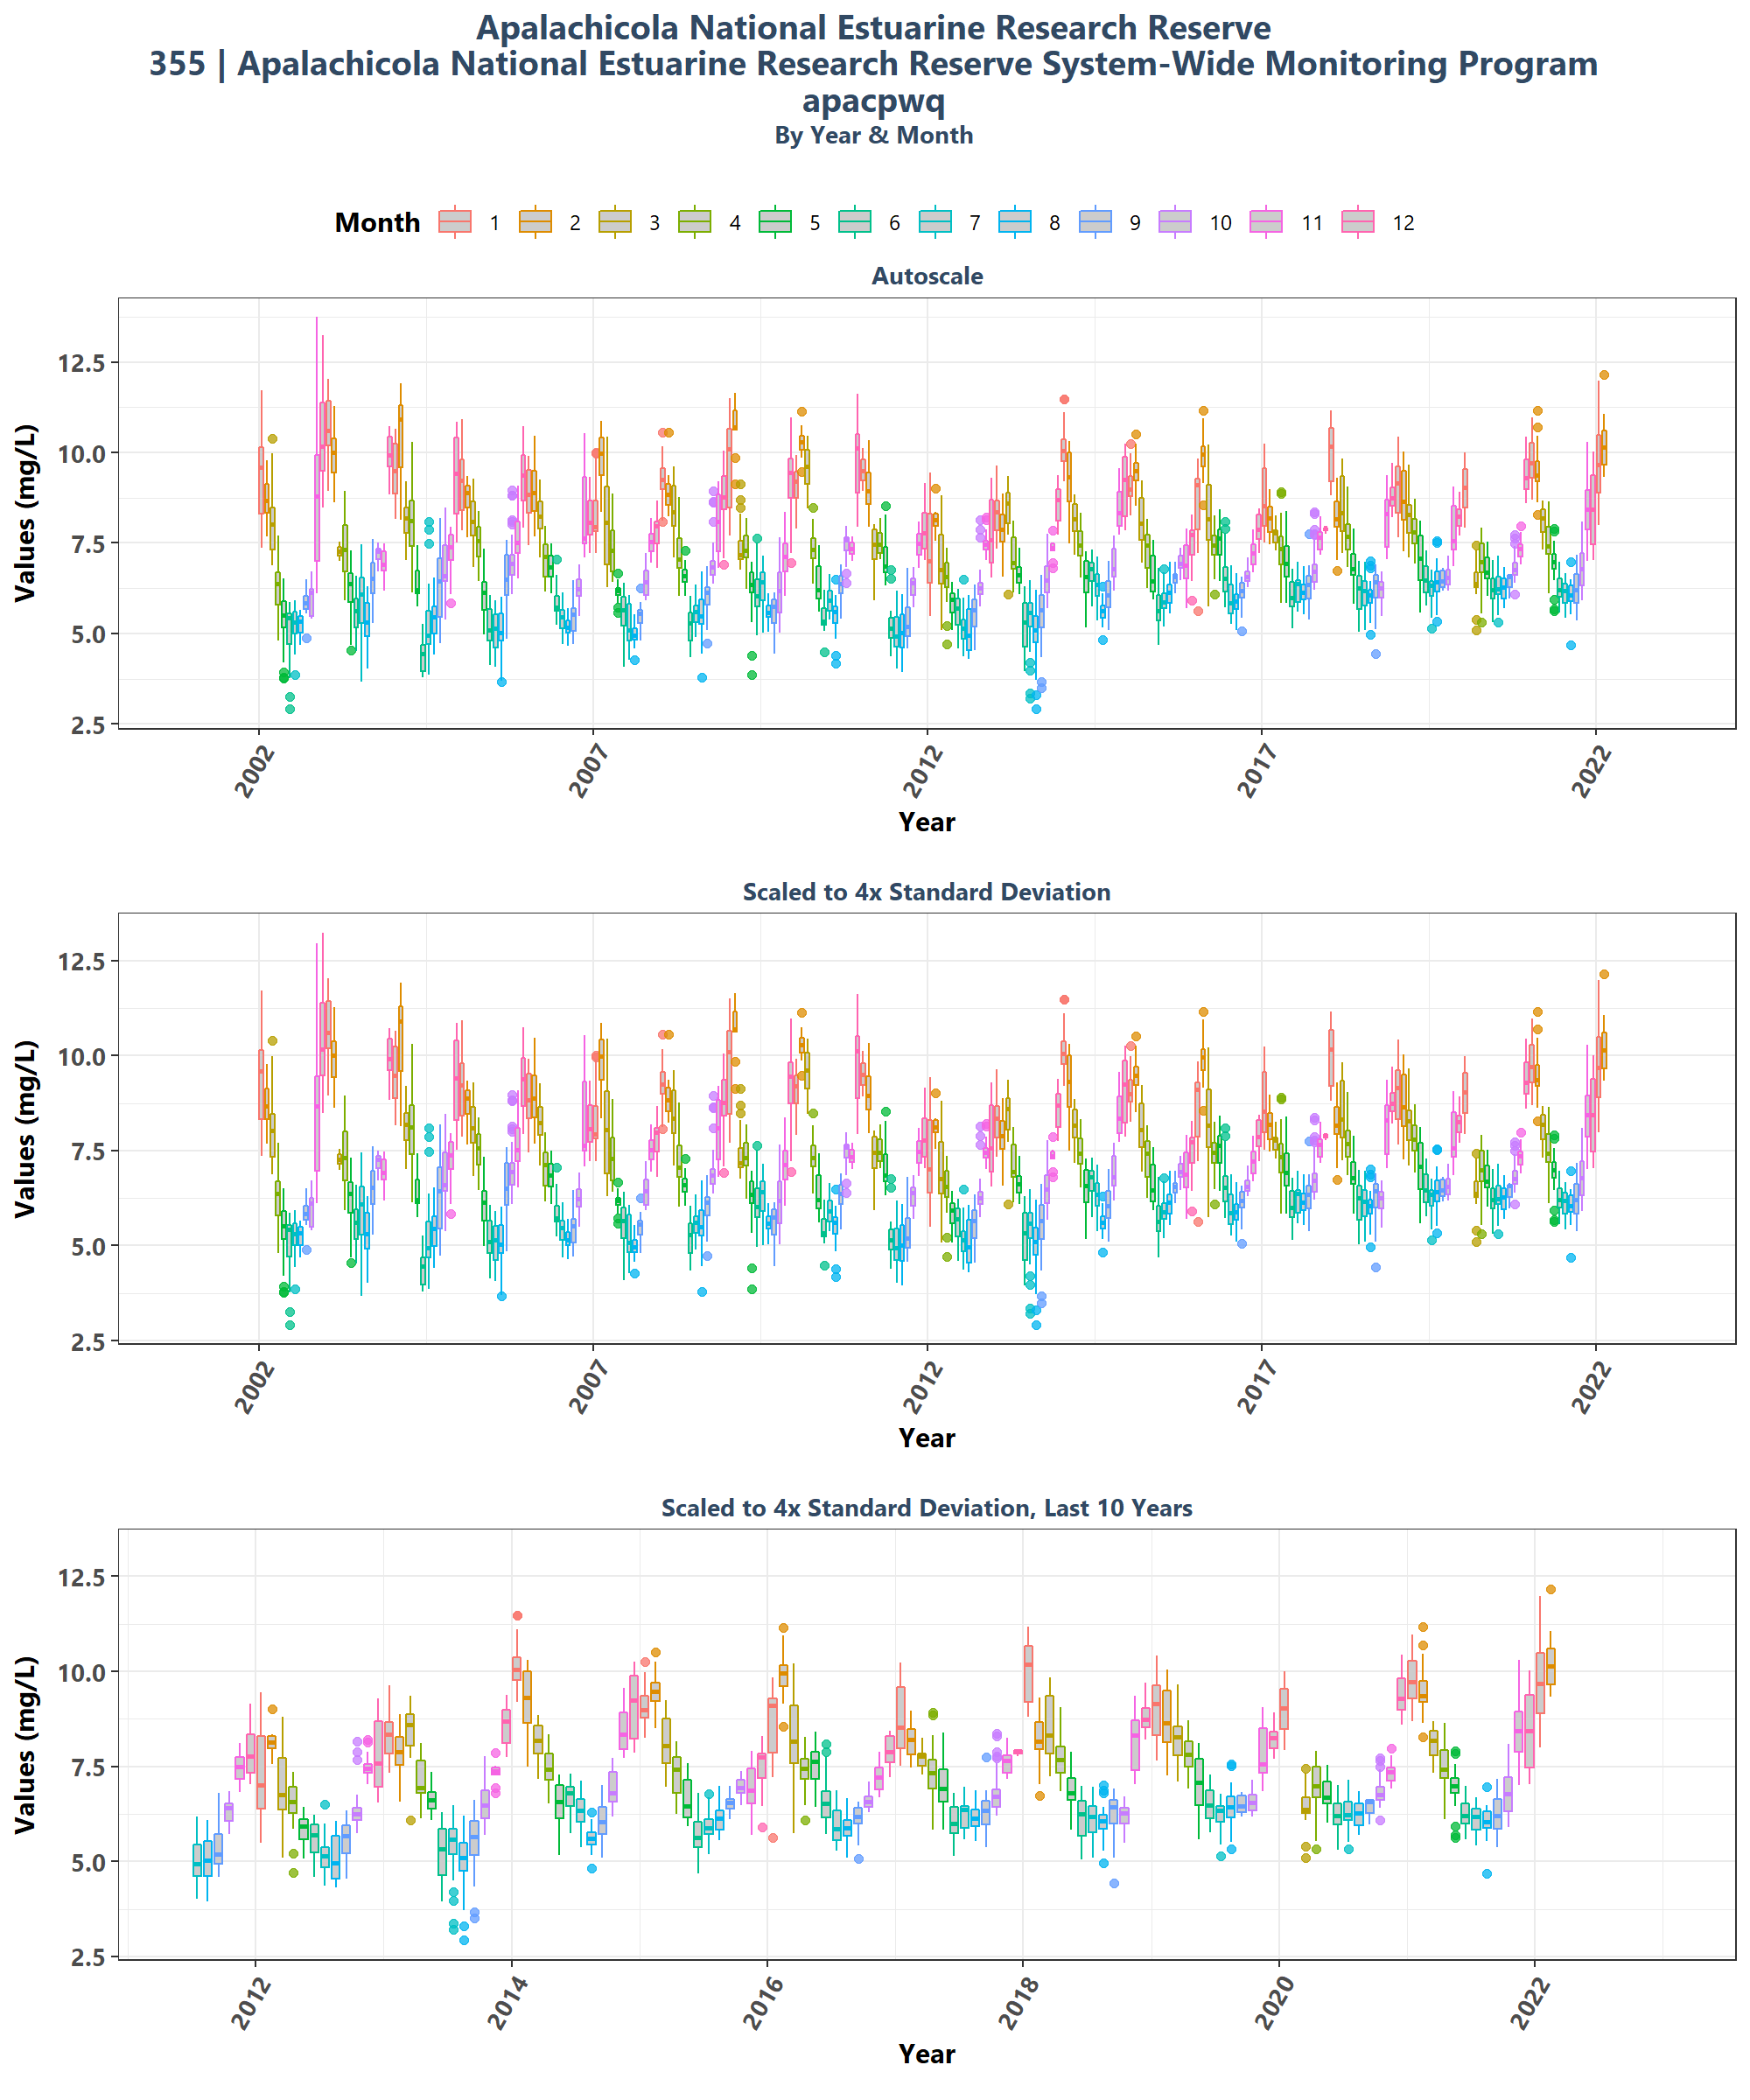 Apalachicola National Estuarine Research Reserve
355 | Apalachicola National Estuarine Research Reserve System-Wide Monitoring Program
apacpwq
By Year & Month
Month 1 2 3 4 5 6 7 8 9 10 11 12
Autoscale
Values (mg/L)
12.5
10.0
7.5
5.0
2.5
2002 2007 2012 2017 2022
Year
Scaled to 4x Standard Deviation
Values (mg/L)
12.5
10.0
7.5
5.0
2.5
2002 2007 2012 2017 2022
Year
Scaled to 4x Standard Deviation, Last 10 Years
Values (mg/L)
12.5
10.0
7.5
5.0
2.5
2012 2014 2016 2018 2020 2022
Year